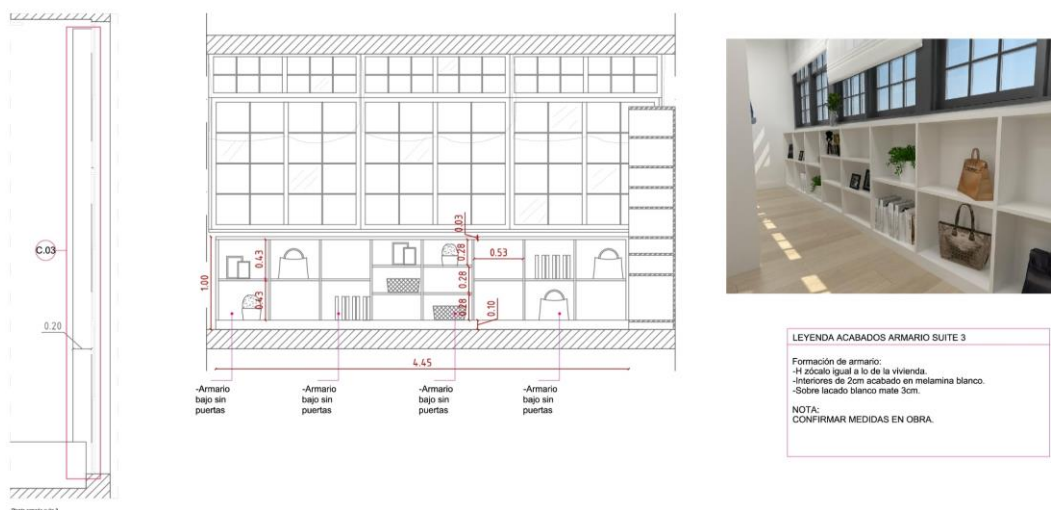 C.03
0.20
0.03
0.28
0.53
0.43
1.00
0.28
0.43
0.28
0.10
4.45
-Armario
bajo sin
puertas
-Armario
bajo sin
puertas
-Armario
bajo sin
puertas
-Armario
bajo sin
puertas
LEYENDA ACABADOS ARMARIO SUITE 3
Formación de armario:
-H zócalo igual a lo de la vivienda.
-Interiores de 2cm acabado en melamina blanco.
-Sobre lacado blanco mate 3cm.
NOTA:
CONFIRMAR MEDIDAS EN OBRA.